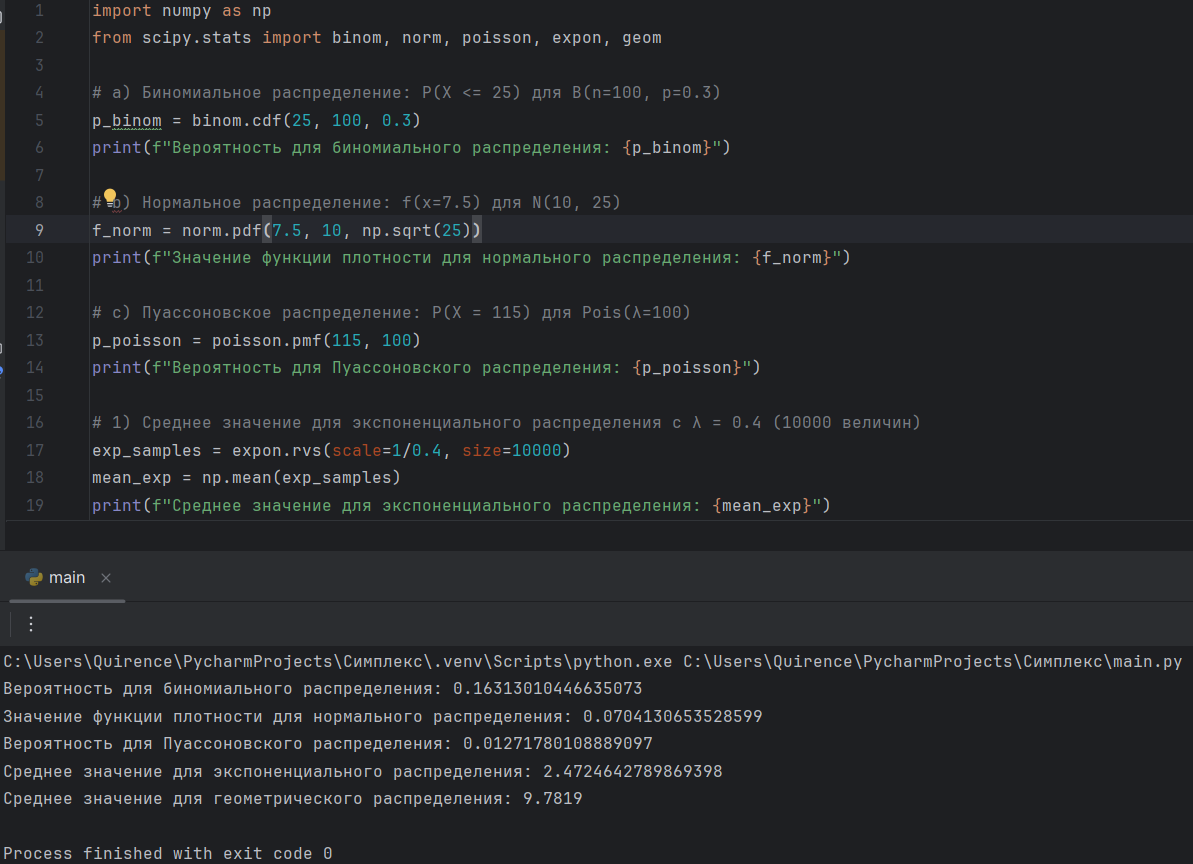 1 import numpy as np
2 from scipy.stats import binom, norm, poisson, expon, geom
3
4 # a) Биномиальное распределение: P(X <= 25) для B(n=100, p=0.3)
5 p_binom = binom.cdf(25, 100, 0.3)
6 print(f"Вероятность для биномиального распределения: {p_binom}")
7
8 # b) Нормальное распределение: f(x=7.5) для N(10, 25)
9 f_norm = norm.pdf(7.5, 10, np.sqrt(25))
10 print(f"Значение функции плотности для нормального распределения: {f_norm}")
11
12 # c) Пуассоновское распределение: P(X = 115) для Pois(λ=100)
13 p_poisson = poisson.pmf(115, 100)
14 print(f"Вероятность для Пуассоновского распределения: {p_poisson}")
15
16 # 1) Среднее значение для экспоненциального распределения с λ = 0.4 (10000 величин)
17 exp_samples = expon.rvs(scale=1/0.4, size=10000)
18 mean_exp = np.mean(exp_samples)
19 print(f"Среднее значение для экспоненциального распределения: {mean_exp}")
main
C:\Users\Quirence\PycharmProjects\Симплекс\.venv\Scripts\python.exe C:\Users\Quirence\PycharmProjects\Симплекс\main.py
Вероятность для биномиального распределения: 0.16313010446635073
Значение функции плотности для нормального распределения: 0.0704130653528599
Вероятность для Пуассоновского распределения: 0.01271780108889097
Среднее значение для экспоненциального распределения: 2.4724642789869398
Среднее значение для геометрического распределения: 9.7819
Process finished with exit code 0